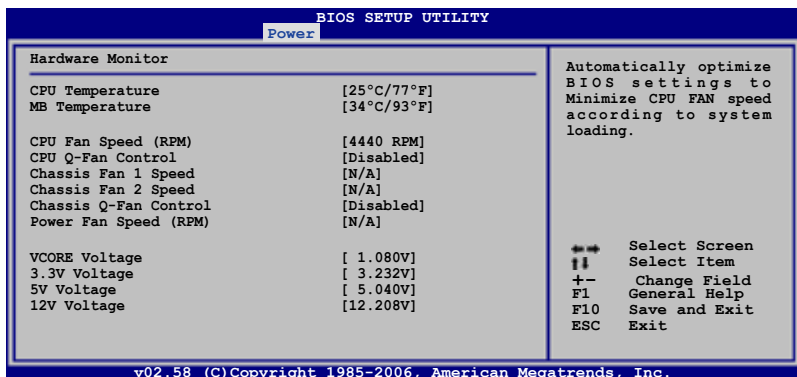 BIOS SETUP UTILITY
Power
Hardware Monitor
CPU Temperature [25°C/77°F]
MB Temperature [34°C/93°F]
CPU Fan Speed (RPM) [4440 RPM]
CPU Q-Fan Control [Disabled]
Chassis Fan 1 Speed [N/A]
Chassis Fan 2 Speed [N/A]
Chassis Q-Fan Control [Disabled]
Power Fan Speed (RPM) [N/A]
VCORE Voltage [ 1.080V]
3.3V Voltage [ 3.232V]
5V Voltage [ 5.040V]
12V Voltage [12.208V]
Automatically optimize
BIOS settings to
Minimize CPU FAN speed
according to system
loading.
←→ Select Screen
↑↓ Select Item
+- Change Field
F1 General Help
F10 Save and Exit
ESC Exit
v02.58 (C)Copyright 1985-2006, American Megatrends, Inc.